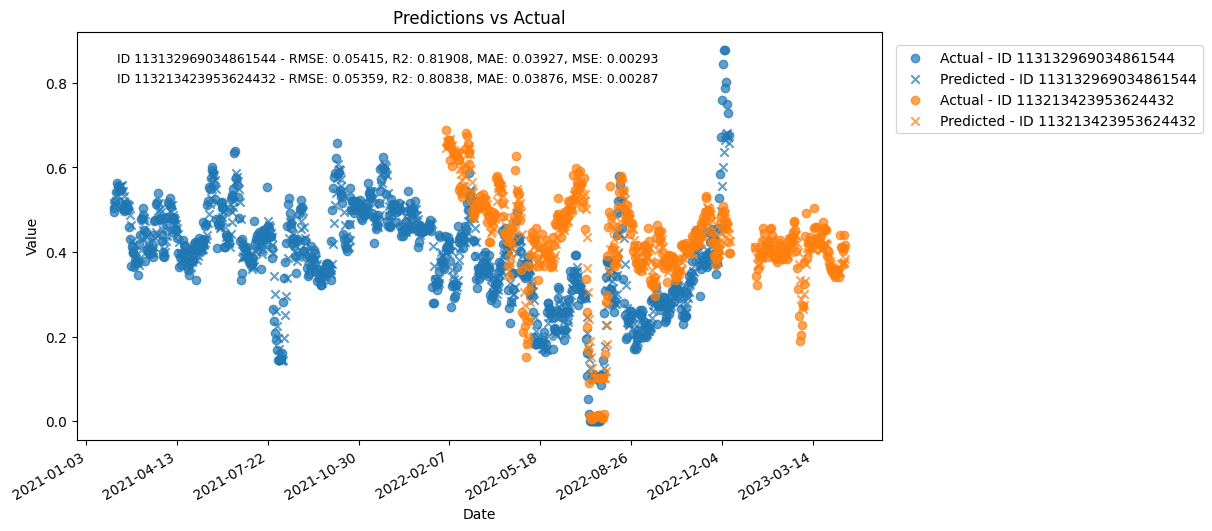 Predictions vs Actual
ID 113132969034861544 - RMSE: 0.05415, R2: 0.81908, MAE: 0.03927, MSE: 0.00293
ID 113213423953624432 - RMSE: 0.05359, R2: 0.80838, MAE: 0.03876, MSE: 0.00287
Actual - ID 113132969034861544
Predicted - ID 113132969034861544
Actual - ID 113213423953624432
Predicted - ID 113213423953624432
Value
0.8
0.6
0.4
0.2
0.0
2021-01-03
2021-04-13
2021-07-22
2021-10-30
2022-02-07
2022-05-18
2022-08-26
2022-12-04
2023-03-14
Date